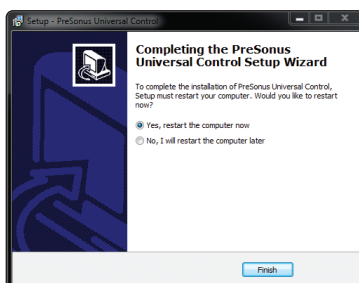 Setup - PreSonus Universal Control
Completing the PreSonus
Universal Control Setup Wizard
To complete the installation of PreSonus Universal Control,
Setup must restart your computer. Would you like to restart
now?
Yes, restart the computer now
No, I will restart the computer later
Finish